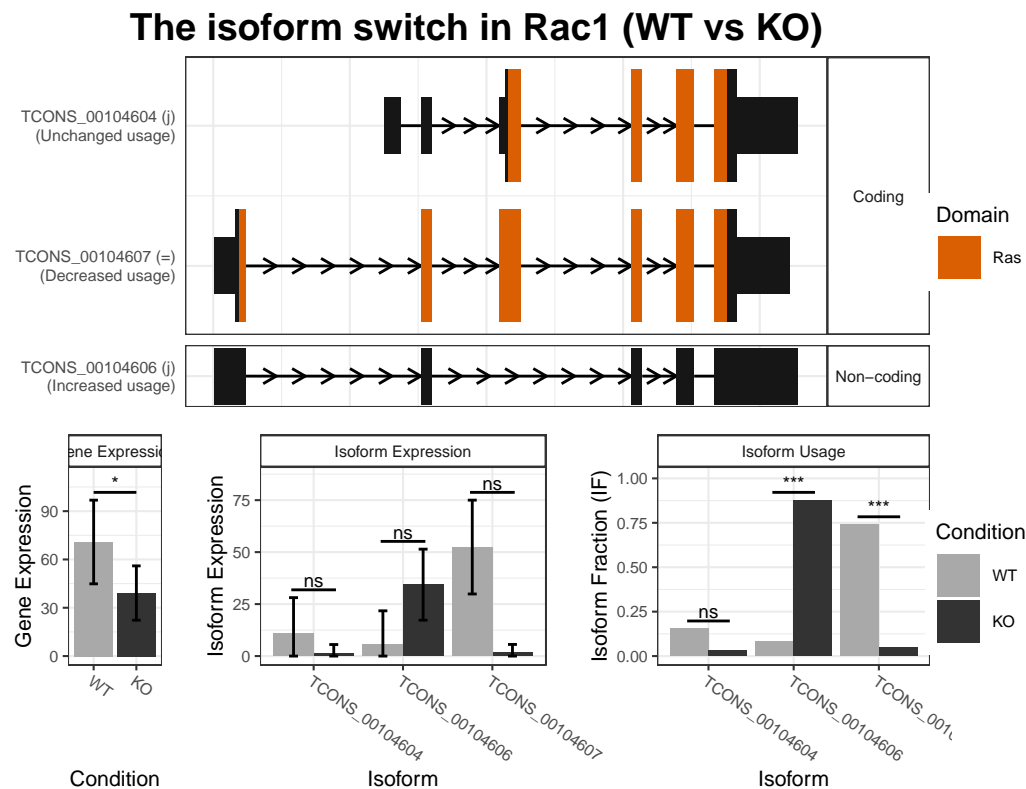 The isoform switch in Rac1 (WT vs KO)
TCONS_00104604 (j)
(Unchanged usage)
TCONS_00104607 (=)
(Decreased usage)
TCONS_00104606 (j)
(Increased usage)
Coding
Non−coding
Domain
Ras
ene Expressio
Gene Expression
90
60
30
0
*
WT
KO
Condition
Isoform Expression
Isoform Expression
75
50
25
0
ns
ns
ns
TCONS_00104604
TCONS_00104606
TCONS_00104607
Isoform
Isoform Usage
Isoform Fraction (IF)
1.00
0.75
0.50
0.25
0.00
ns
***
***
TCONS_00104604
TCONS_00104606
TCONS_0010
Isoform
Condition
WT
KO